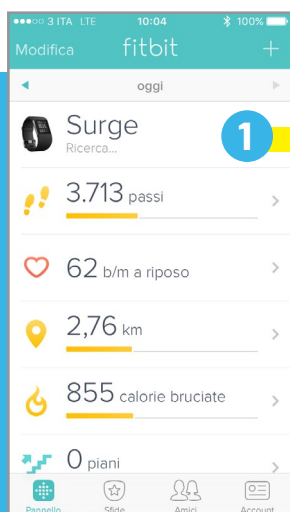 3 ITA LTE 10:04 100%
Modifica fitbit +
oggi
Surge
Ricerca...
1
3.713 passi
62 b/m a riposo
2,76 km
855 calorie bruciate
0 piani
Pannello Sfide Amici Account